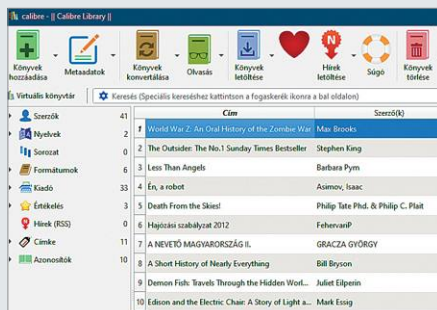 calibre - || Calibre Library ||
Könyvek hozzáadása
Metaadatok
Könyvek konvertálása
Olvasás
Könyvek letöltése
Hírek letöltése
Súgó
Könyvek törlése
Virtuális könyvtár
Keresés (Speciális kereséshez kattintson a fogaskerék ikonra a bal oldalon)
Szerzők 41
Nyelvek 2
Sorozat 0
Formátumok 6
Kiadó 33
Értékelés 3
Hírek (RSS) 0
Címke 11
Azonosítók 10
Cím Szerző(k)
1 World War Z: An Oral History of the Zombie War Max Brooks
2 The Outsider: The No.1 Sunday Times Bestseller Stephen King
3 Less Than Angels Barbara Pym
4 Én, a robot Asimov, Isaac
5 Death From the Skies! Philip Tate Phd. & Philip C. Plait
6 Hajózási szabályzat 2012 FehervariP
7 A NEVETŐ MAGYARORSZÁG II. GRACZA GYÖRGY
8 A Short History of Nearly Everything Bill Bryson
9 Demon Fish: Travels Through the Hidden Worl... Juliet Eilperin
10 Edison and the Electric Chair: A Story of Light a... Mark Essig